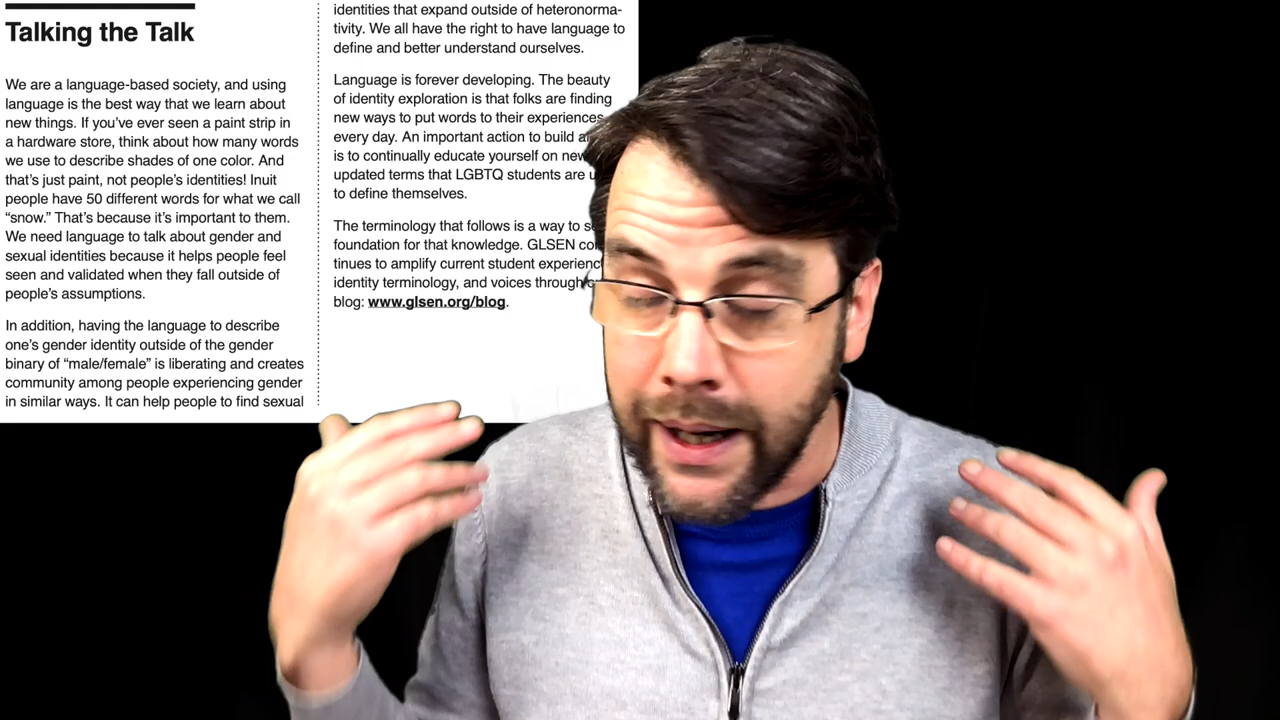 Talking the Talk
We are a language-based society, and using
language is the best way that we learn about
new things. If you’ve ever seen a paint strip in
a hardware store, think about how many words
we use to describe shades of one color. And
that’s just paint, not people’s identities! Inuit
people have 50 different words for what we call
“snow.” That’s because it’s important to them.
We need language to talk about gender and
sexual identities because it helps people feel
seen and validated when they fall outside of
people’s assumptions.
In addition, having the language to describe
one’s gender identity outside of the gender
binary of “male/female” is liberating and creates
community among people experiencing gender
in similar ways. It can help people to find sexual
identities that expand outside of heteronorma-
tivity. We all have the right to have language to
define and better understand ourselves.
Language is forever developing. The beauty
of identity exploration is that folks are finding
new ways to put words to their experiences
every day. An important action to build
is to continually educate yourself on new
updated terms that LGBTQ students are
to define themselves.
The terminology that follows is a way to
foundation for that knowledge. GLSEN
tinues to amplify current student
identity terminology, and voices through
blog: www.glsen.org/blog.